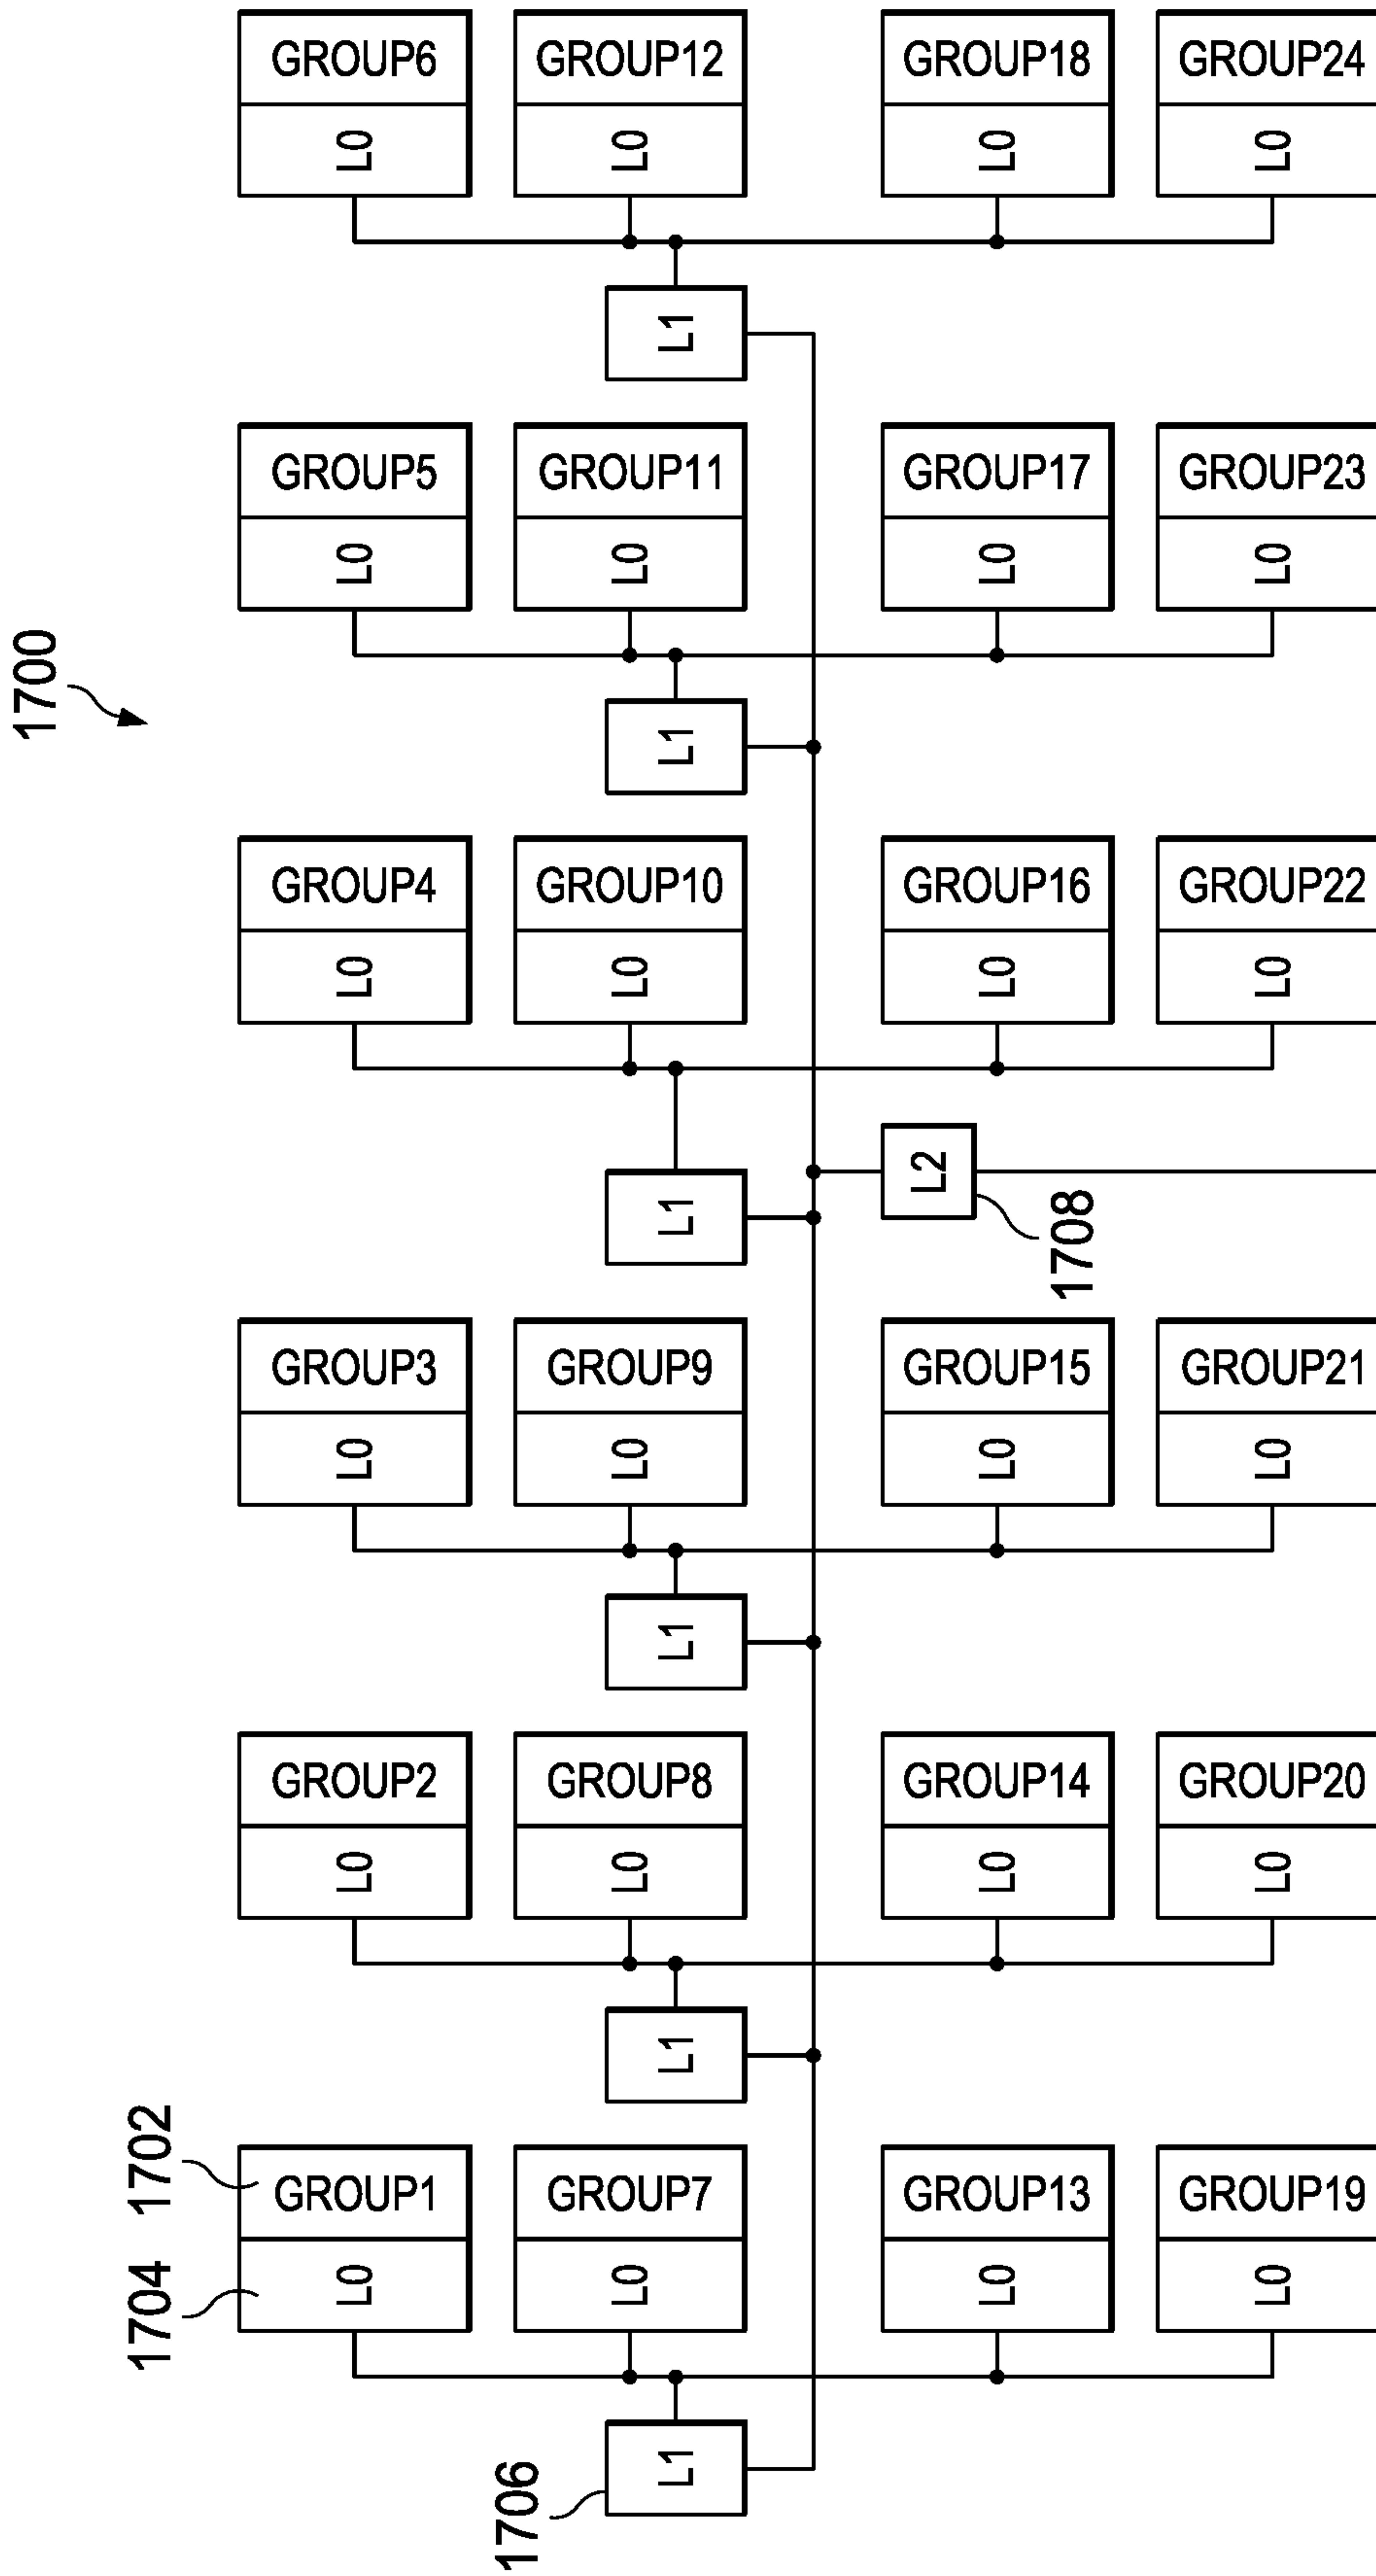 1700
GROUP6
GROUP12
GROUP18
GROUP24
L0
L0
L0
L0
L1
GROUP5
GROUP11
GROUP17
GROUP23
L0
L0
L0
L0
L1
GROUP4
GROUP10
GROUP16
GROUP22
L0
L0
L0
L0
L1
L2
1708
GROUP3
GROUP9
GROUP15
GROUP21
L0
L0
L0
L0
L1
GROUP2
GROUP8
GROUP14
GROUP20
L0
L0
L0
L0
L1
1702
GROUP1
GROUP7
GROUP13
GROUP19
1704
L0
L0
L0
L0
L1
1706